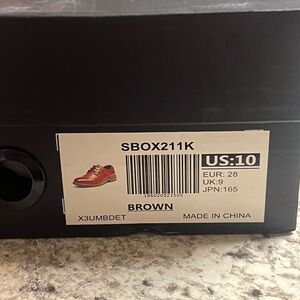 SBOX211K
US:10
EUR: 28
UK:9
JPN:165
BROWN
X3UMBDET
MADE IN CHINA